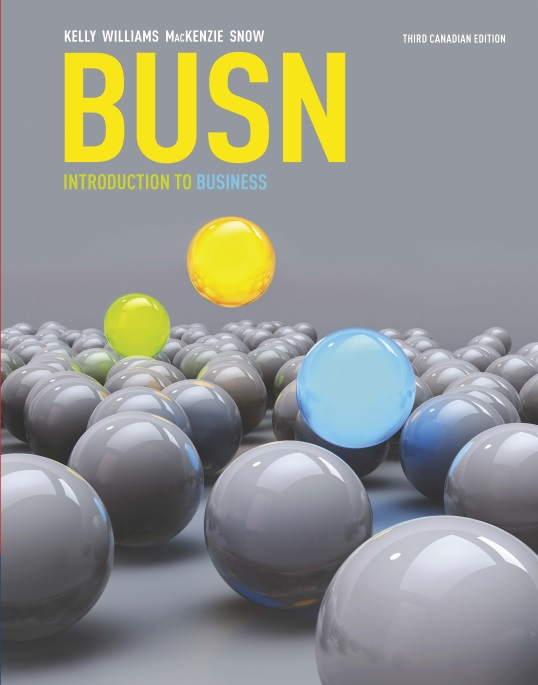 KELLY WILLIAMS MacKENZIE SNOW
THIRD CANADIAN EDITION
BUSN
INTRODUCTION TO BUSINESS